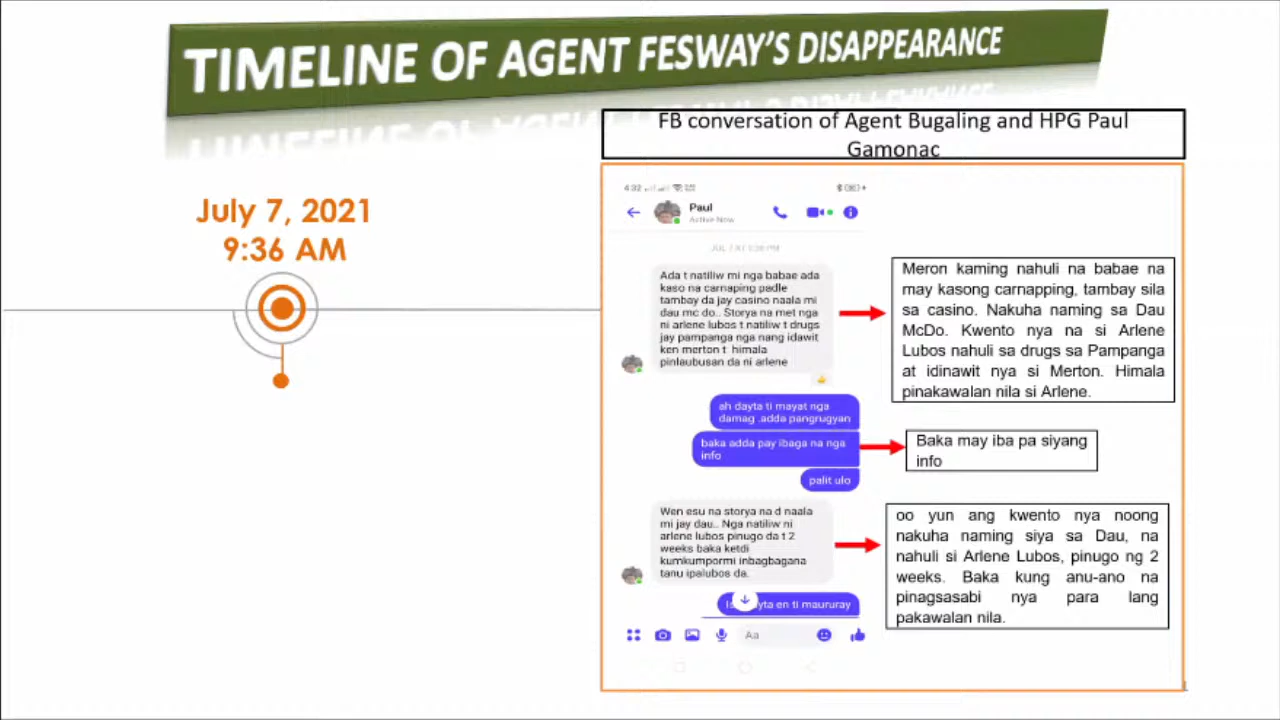 TIMELINE OF AGENT FESWAY'S DISAPPEARANCE
FB conversation of Agent Bugaling and HPG Paul
Gamonac
July 7, 2021
9:36 AM
4:32
Paul
Active Now
Ada t natiliw mi nga babae ada
kaso na carnaping padle
tambay da jay casino naala mi
dau mc do.. Storya na met nga
ni arlene lubos t natiliw t drugs
jay pampanga nga nang idawit
ken merton t himala
pinlaubusan da ni arlene
Meron kaming nahuli na babae na
may kasong carnapping, tambay sila
sa casino. Nakuha naming sa Dau
McDo. Kwento nya na si Arlene
Lubos nahuli sa drugs sa Pampanga
at idinawit nya si Merton. Himala
pinakawalan nila si Arlene.
ah dayta ti mayat nga
damag .adda pangrugyan
baka adda pay ibaga na nga
info
Baka may iba pa siyang
info
palit ulo
Wen esu na storya na d naala
mi jay dau.. Nga natiliw ni
arlene lubos pinugo da t 2
weeks baka ketdi
kumkumpormi inbagbagana
tanu ipalubos da.
oo yun ang kwento nya noong
nakuha naming siya sa Dau, na
nahuli si Arlene Lubos, pinugo ng 2
weeks. Baka kung anu-ano na
pinagsasabi nya para lang
pakawalan nila.
en ti maururay
Aa